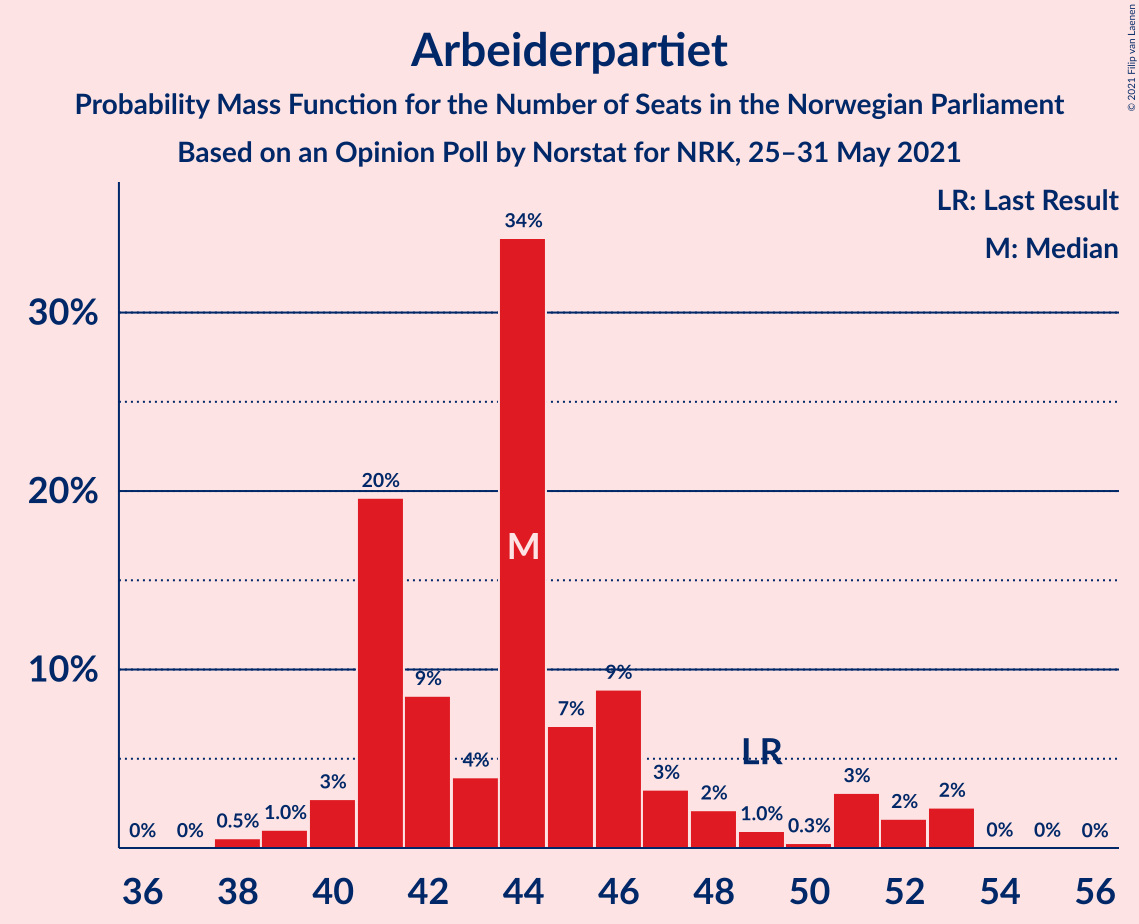 Arbeiderpartiet
Probability Mass Function for the Number of Seats in the Norwegian Parliament
Based on an Opinion Poll by Norstat for NRK, 25–31 May 2021
© 2021 Filip van Laenen
LR: Last Result
M: Median
30%
20%
10%
0% 0% 0.5% 1.0% 3% 20% 9% 4% 34% 7% 9% 3% 2% 1.0% 0.3% 3% 2% 2% 0% 0% 0%
M
LR
36 38 40 42 44 46 48 50 52 54 56